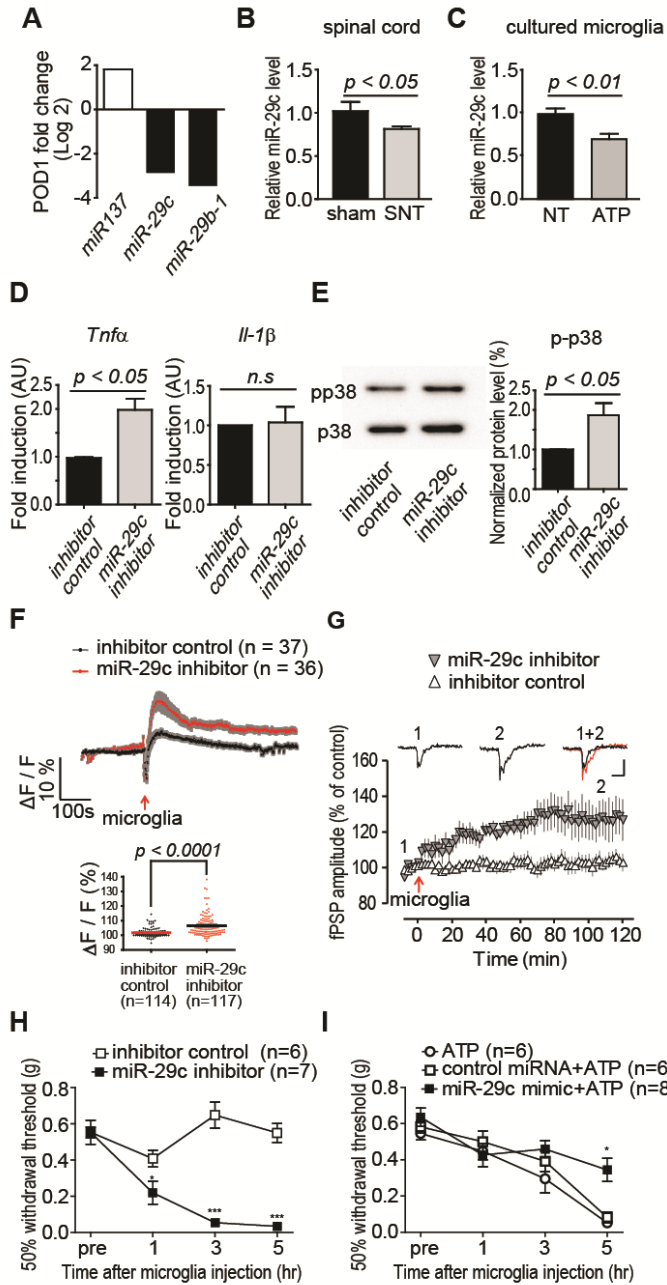 A
POD1 fold change
(Log 2)
2
0
-2
-4
miR137
miR-29c
miR-29b-1
B
spinal cord
Relative miR-29c level
1.5
1.0
0.5
0
p < 0.05
sham SNT
C
cultured microglia
Relative miR-29c level
1.5
1.0
0.5
0
p < 0.01
NT ATP
D
Tnfα
Fold induction (AU)
2.5
2.0
1.0
0.0
p < 0.05
inhibitor
control
miR-29c
inhibitor
Il-1β
Fold induction (AU)
2.0
1.5
1.0
0.5
0.0
n.s
inhibitor
control
miR-29c
inhibitor
E
pp38
p38
inhibitor
control
miR-29c
inhibitor
p-p38
Normalized protein level (%)
2.5
2.0
1.0
0.0
p < 0.05
inhibitor
control
miR-29c
inhibitor
F
inhibitor control (n = 37)
miR-29c inhibitor (n = 36)
ΔF / F
10 %
100s
microglia
p < 0.0001
ΔF / F (%)
140
130
120
110
100
90
inhibitor
control
(n=114)
miR-29c
inhibitor
(n=117)
G
miR-29c inhibitor
inhibitor control
1
2
1+2
2
fPSP amplitude (% of control)
160
140
120
100
80
1
microglia
0 20 40 60 80 100 120
Time (min)
H
inhibitor control (n=6)
miR-29c inhibitor (n=7)
50% withdrawal threshold (g)
0.8
0.6
0.4
0.2
0.0
*
***
***
pre 1 3 5
Time after microglia injection (hr)
I
ATP (n=6)
control miRNA+ATP (n=6
miR-29c mimic+ATP (n=8
50% withdrawal threshold (g)
0.8
0.6
0.4
0.2
0.0
*
pre 1 3 5
Time after microglia injection (hr)